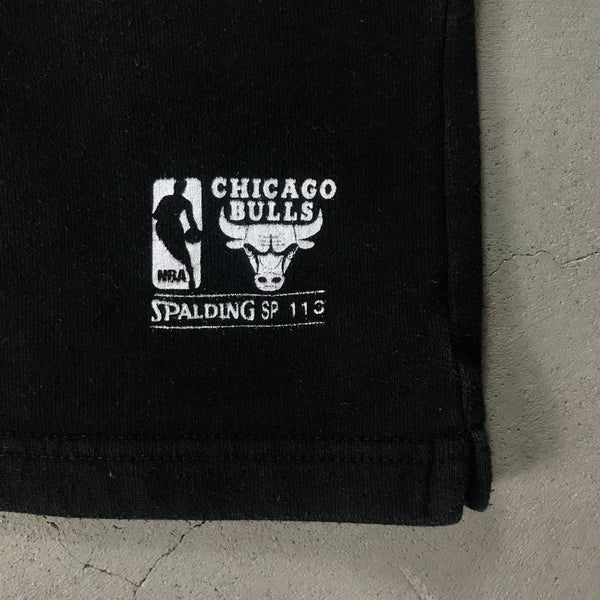 CHICAGO
BULLS
NBA
SPALDING SP 113